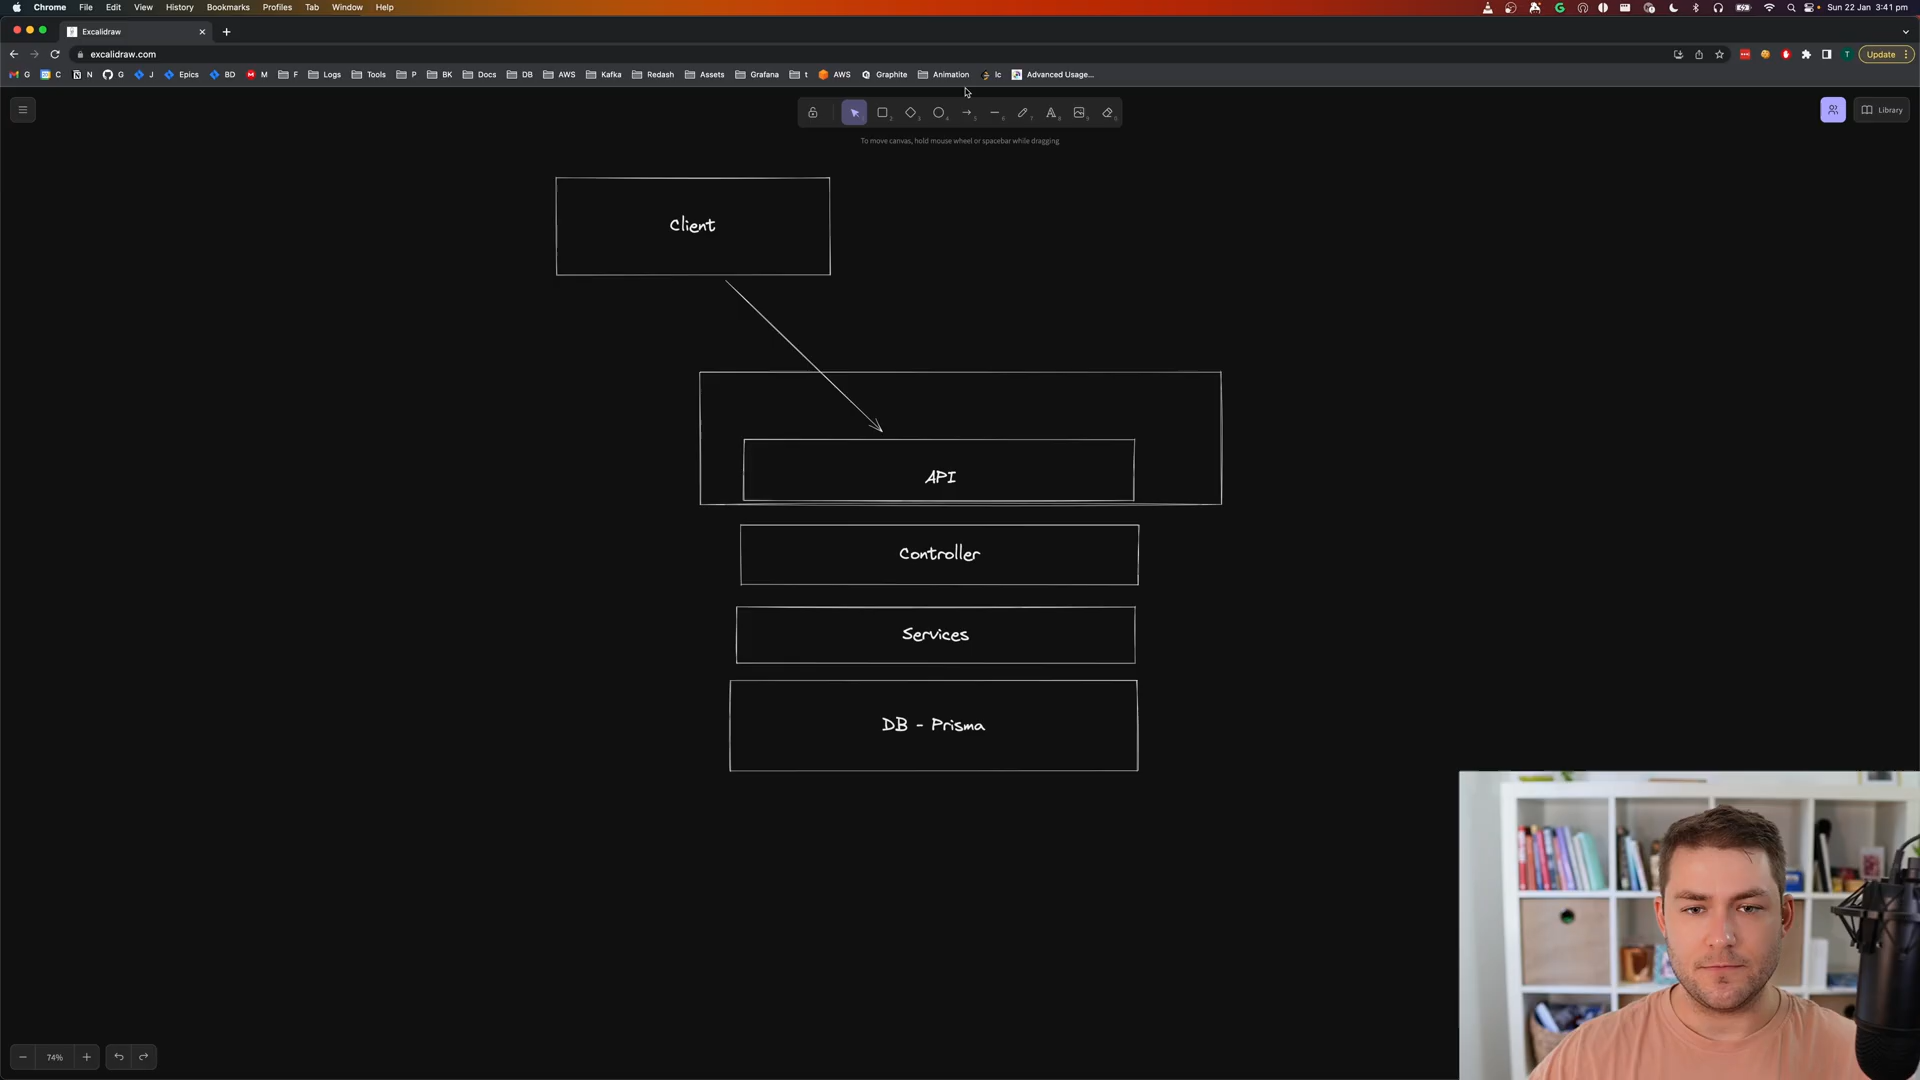 Chrome File Edit View History Bookmarks Profiles Tab Window Help
Sun 22 Jan 3:41 pm
Excalidraw
excalidraw.com
Update
G C N G J Epics BD M F Logs Tools P BK Docs DB AWS Kafka Redash Assets Grafana t AWS Graphite Animation lc Advanced Usage...
Library
To move canvas, hold mouse wheel or spacebar while dragging
Client
API
Controller
Services
DB - Prisma
74%